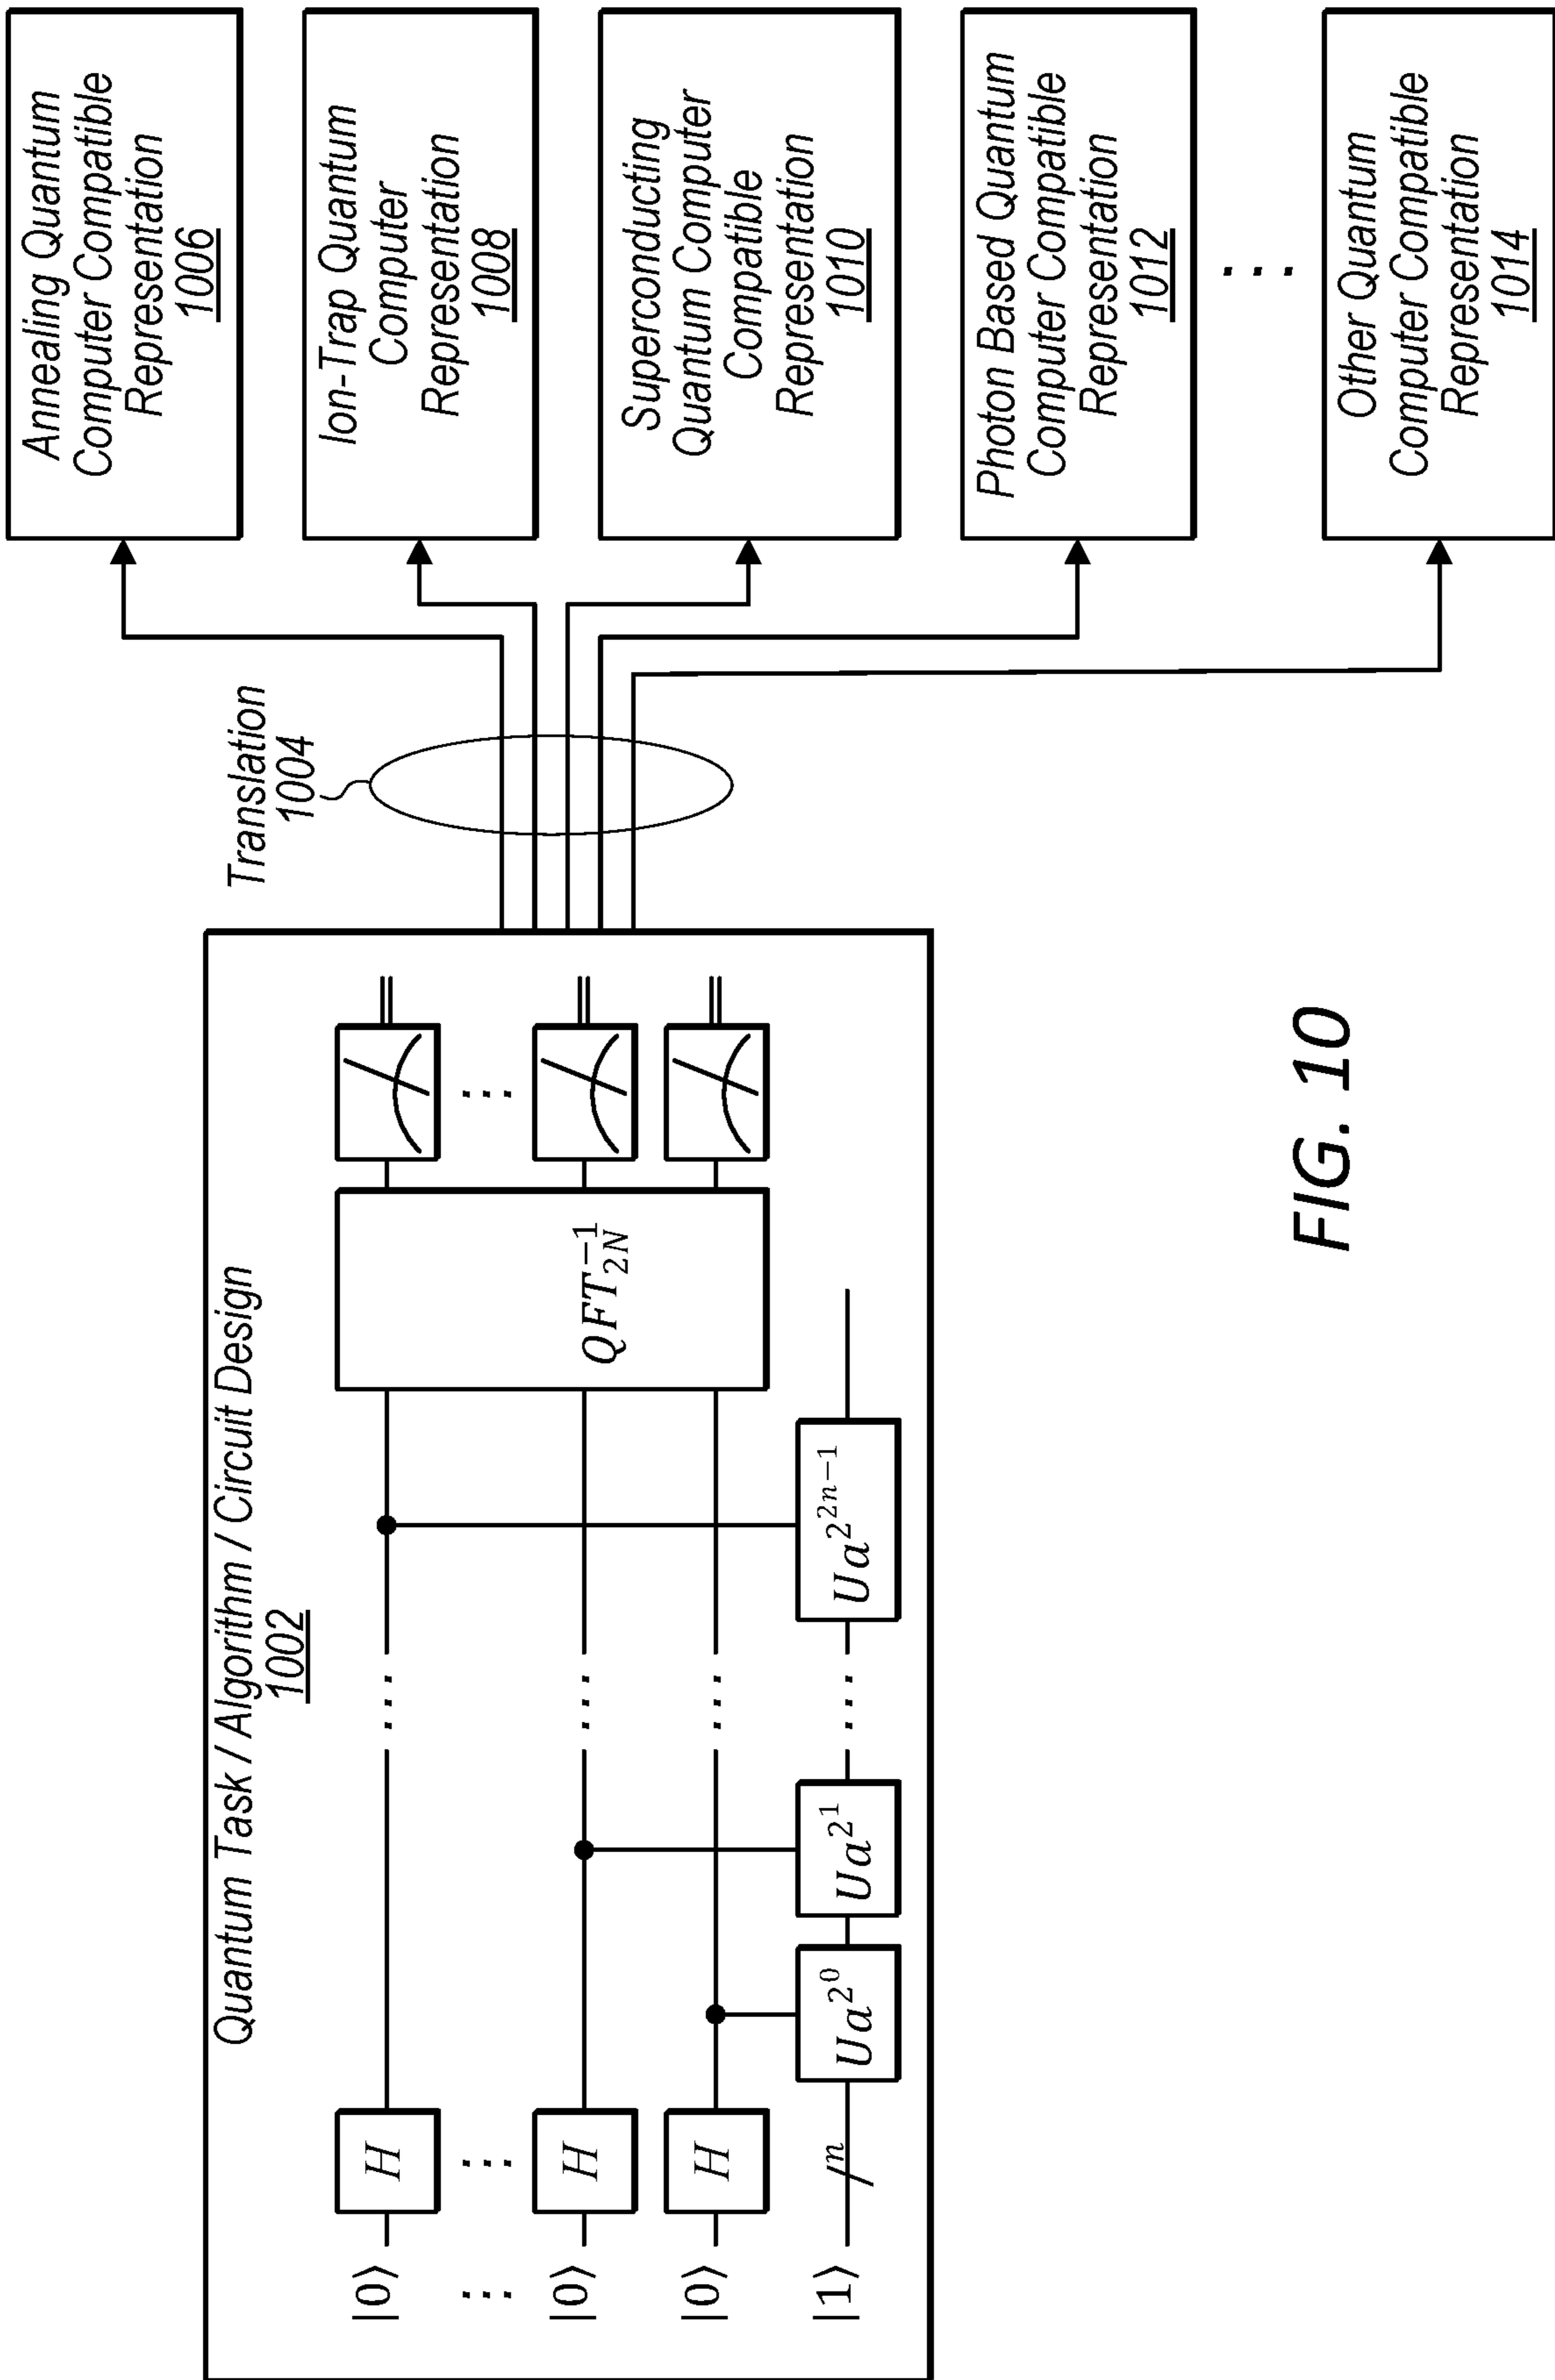 Quantum Task / Algorithm / Circuit Design
1002
|0⟩ H
⋮ ⋮ ⋮
|0⟩ H
|0⟩ H
|1⟩ n
Ua^{2^0}
Ua^{2^1}
...
Ua^{2^{2n-1}}
QFT_{2N}^{-1}
Translation
1004
Annealing Quantum
Computer Compatible
Representation
1006
Ion-Trap Quantum
Computer
Representation
1008
Superconducting
Quantum Computer
Compatible
Representation
1010
Photon Based Quantum
Computer Compatible
Representation
1012
...
Other Quantum
Computer Compatible
Representation
1014
FIG. 10